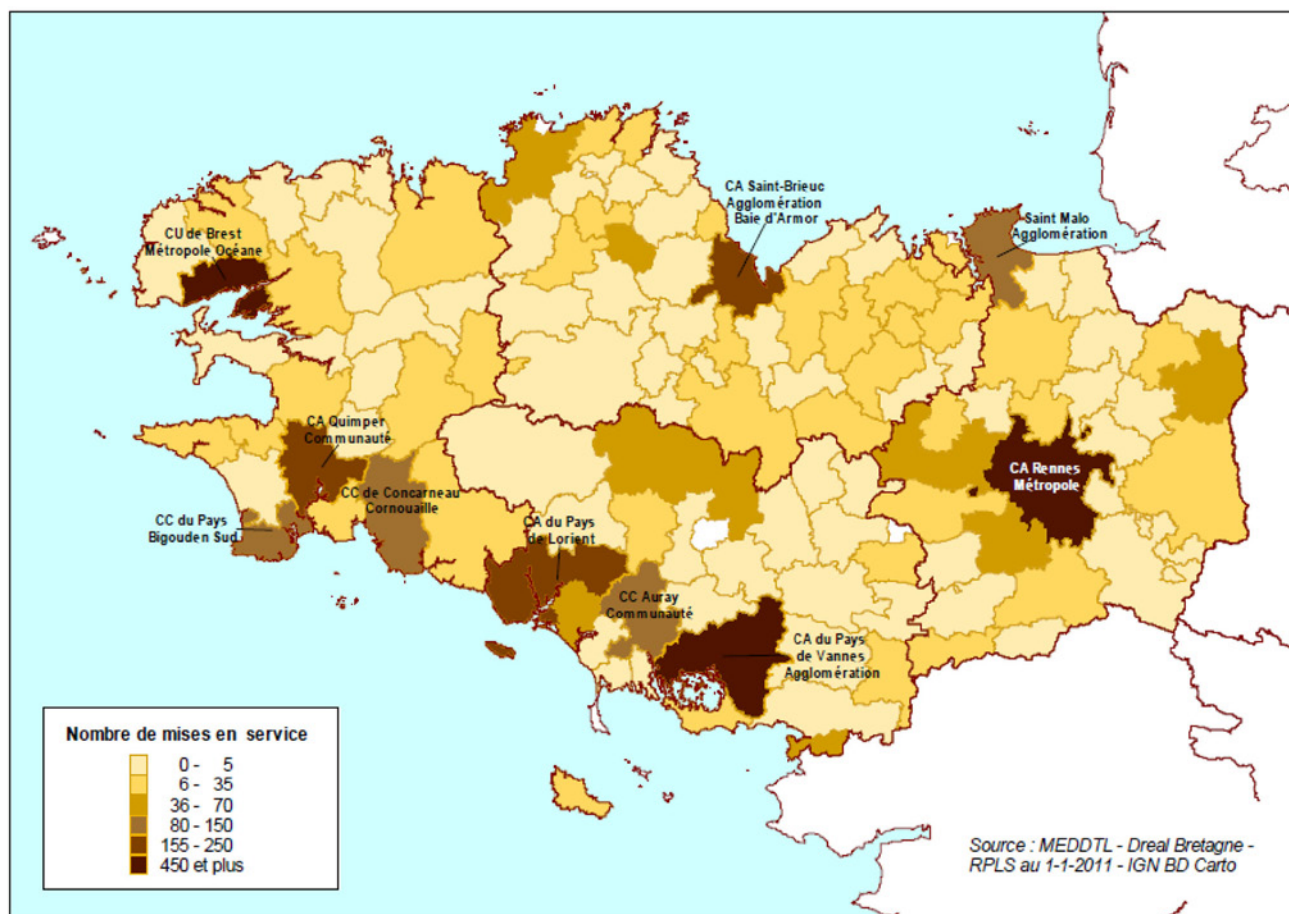 CA Saint-Brieuc
Agglomération
Baie d'Armor
Saint Malo
Agglomération
CU de Brest
Métropole Océane
CA Quimper
Communauté
CA Rennes
Métropole
CC de Concarneau
Cornouaille
CC du Pays
Bigouden Sud
CA du Pays
de Lorient
CC Auray
Communauté
CA du Pays
de Vannes
Agglomération
Nombre de mises en service
0 - 5
6 - 35
36 - 70
80 - 150
155 - 250
450 et plus
Source : MEDDTL - Dreal Bretagne -
RPLS au 1-1-2011 - IGN BD Carto